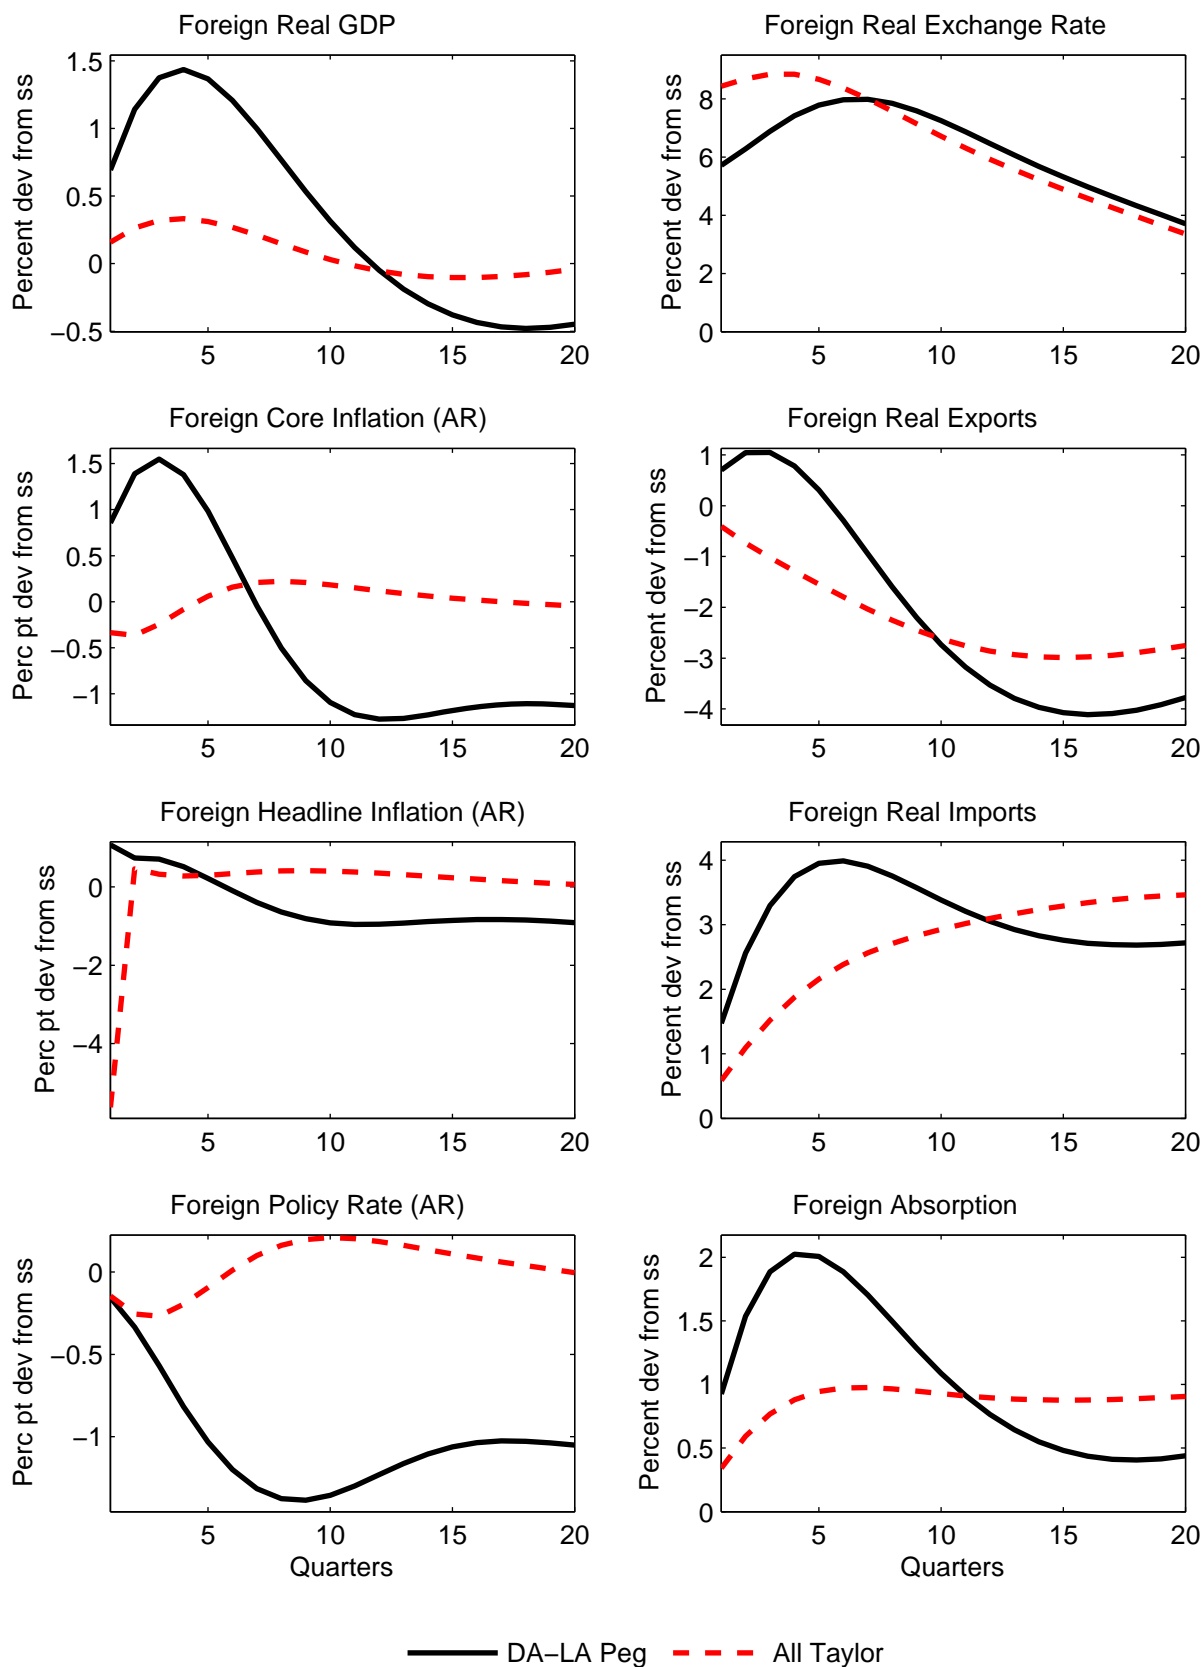 Foreign Real GDP
Percent dev from ss
1.5
1
0.5
0
−0.5
5 10 15 20
Foreign Real Exchange Rate
Percent dev from ss
8
6
4
2
0
5 10 15 20
Foreign Core Inflation (AR)
Perc pt dev from ss
1.5
1
0.5
0
−0.5
−1
5 10 15 20
Foreign Real Exports
Percent dev from ss
1
0
−1
−2
−3
−4
5 10 15 20
Foreign Headline Inflation (AR)
Perc pt dev from ss
0
−2
−4
5 10 15 20
Foreign Real Imports
Percent dev from ss
4
3
2
1
0
5 10 15 20
Foreign Policy Rate (AR)
Perc pt dev from ss
0
−0.5
−1
5 10 15 20
Quarters
Foreign Absorption
Percent dev from ss
2
1.5
1
0.5
0
5 10 15 20
Quarters
DA−LA Peg All Taylor